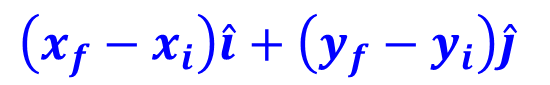 (x_f − x_i)î + (y_f − y_i)ĵ